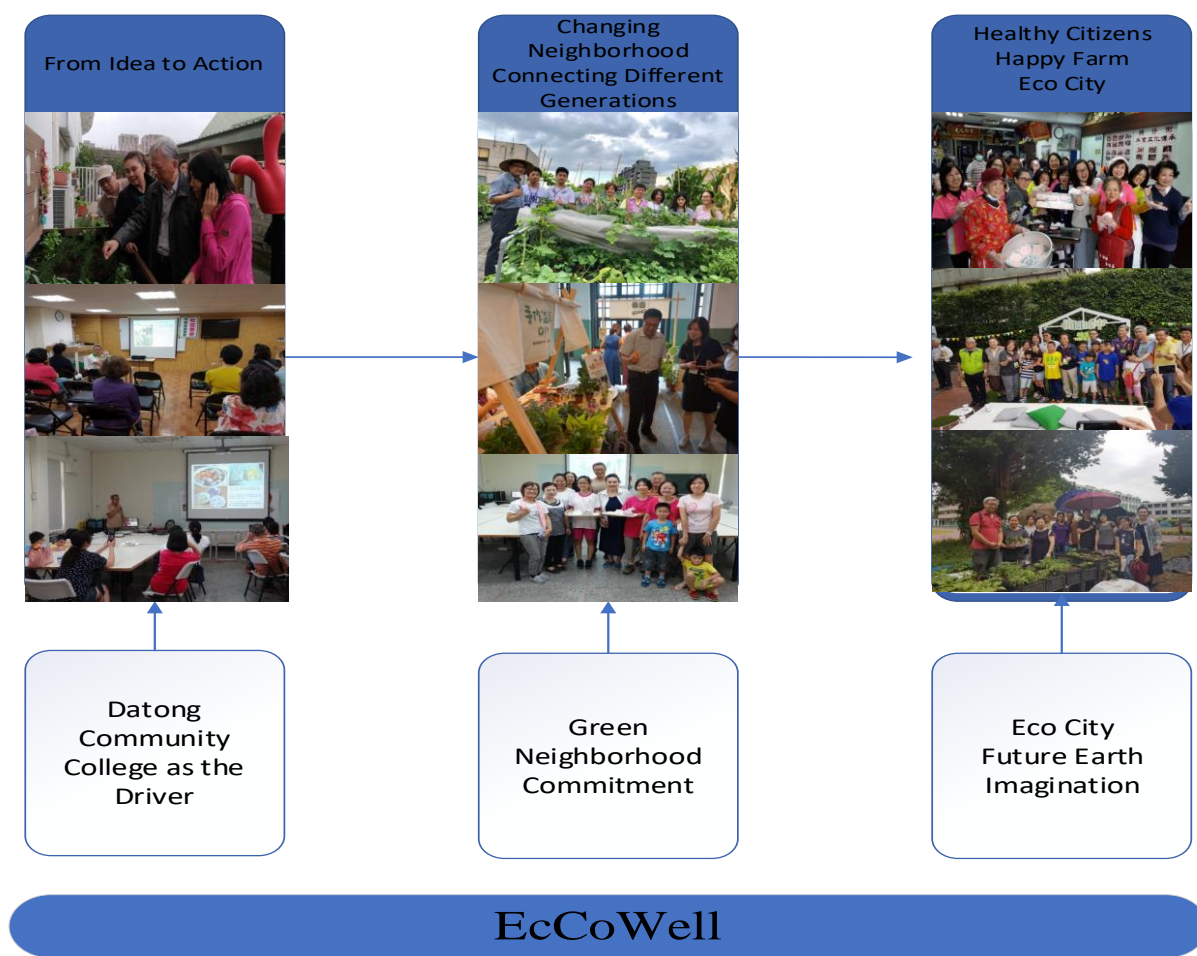 From Idea to Action
Changing
Neighborhood
Connecting Different
Generations
Healthy Citizens
Happy Farm
Eco City
Datong
Community
College as the
Driver
Green
Neighborhood
Commitment
Eco City
Future Earth
Imagination
EcCoWell